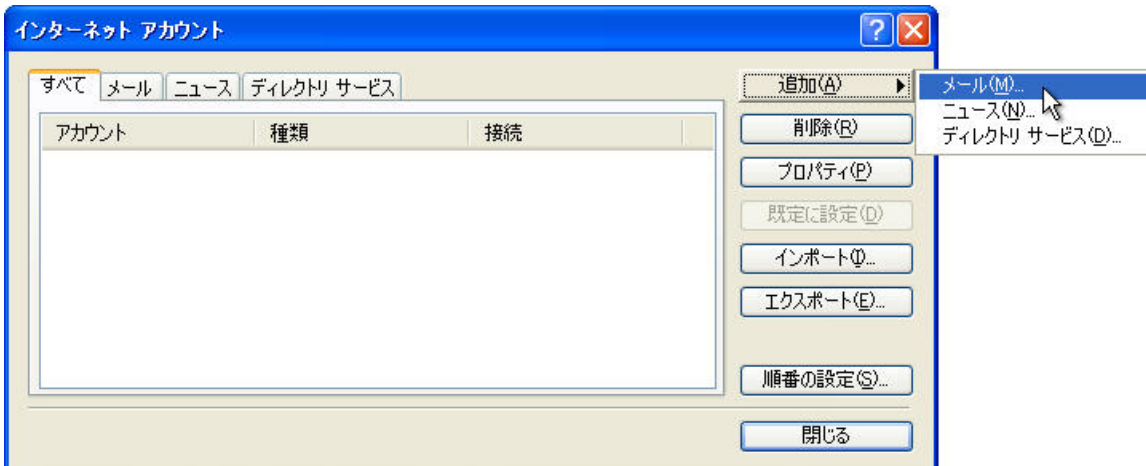 インターネット アカウント
すべて メール ニュース ディレクトリ サービス
アカウント 種類 接続
追加(A)
削除(R)
プロパティ(P)
既定に設定(D)
インポート(I)...
エクスポート(E)...
順番の設定(S)...
閉じる
メール(M)...
ニュース(N)...
ディレクトリ サービス(D)...